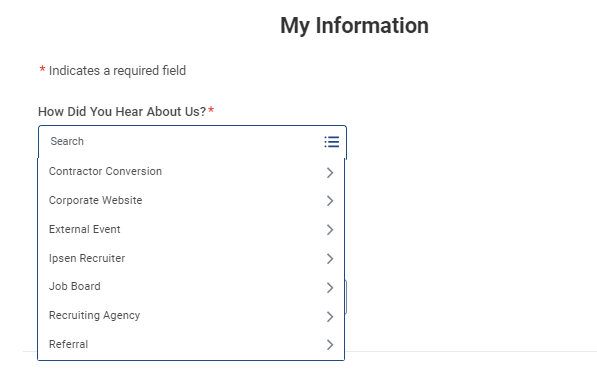 My Information
* Indicates a required field
How Did You Hear About Us?*
Search
Contractor Conversion
Corporate Website
External Event
Ipsen Recruiter
Job Board
Recruiting Agency
Referral